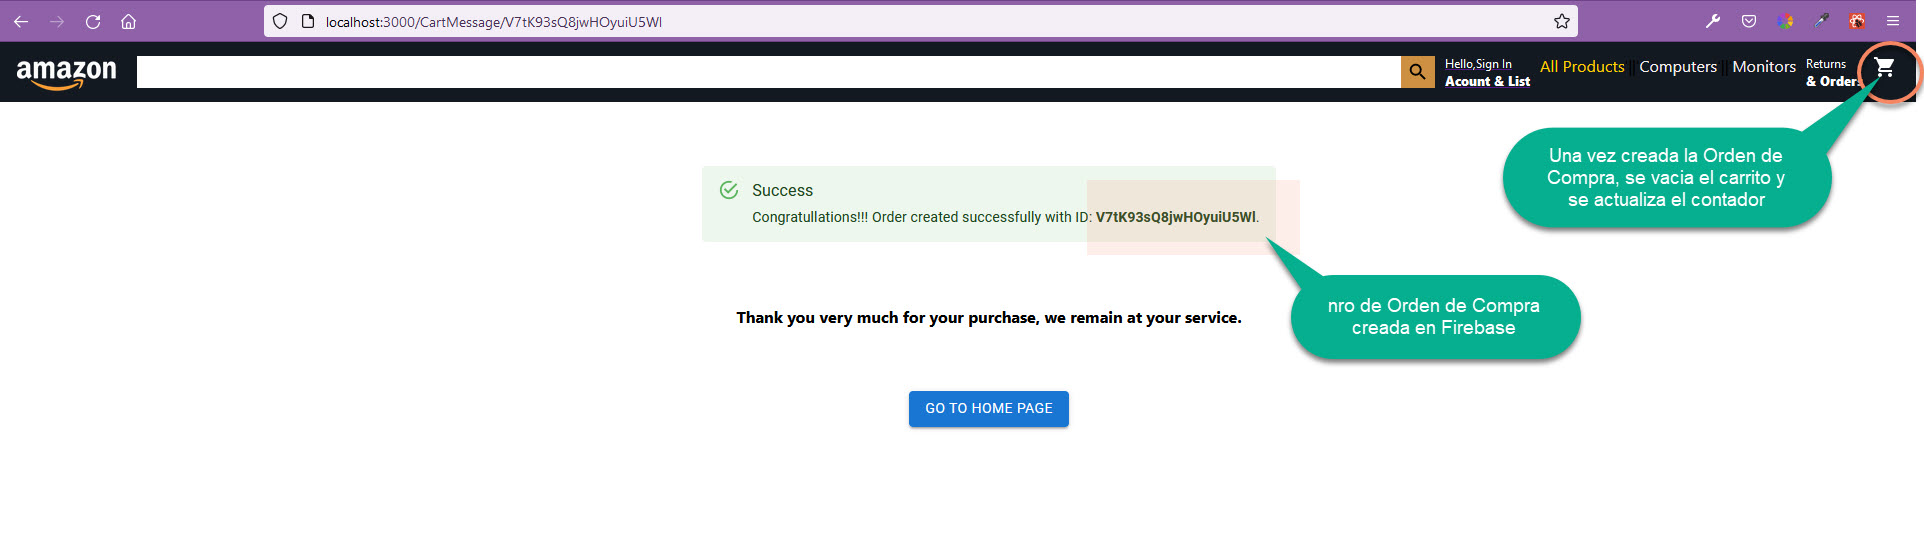 localhost:3000/CartMessage/V7tK93sQ8jwHOyuiU5Wl
amazon
Hello,Sign In
Acount & List
All Products || Computers || Monitors
Returns
& Orders
Una vez creada la Orden de
Compra, se vacia el carrito y
se actualiza el contador
Success
Congratullations!!! Order created successfully with ID: V7tK93sQ8jwHOyuiU5Wl.
nro de Orden de Compra
creada en Firebase
Thank you very much for your purchase, we remain at your service.
GO TO HOME PAGE